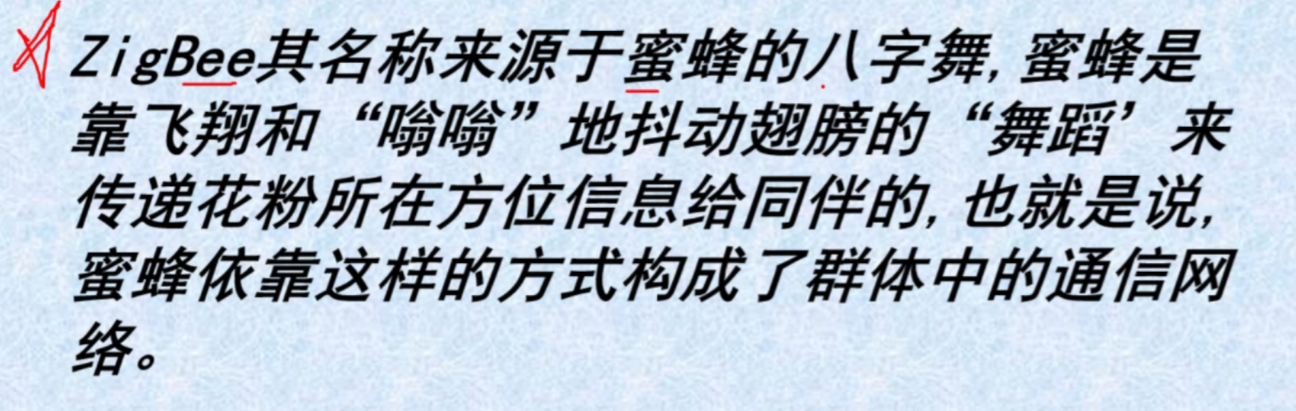 ZigBee其名称来源于蜜蜂的八字舞,蜜蜂是
靠飞翔和“嗡嗡”地抖动翅膀的“舞蹈’来
传递花粉所在方位信息给同伴的,也就是说,
蜜蜂依靠这样的方式构成了群体中的通信网
络。